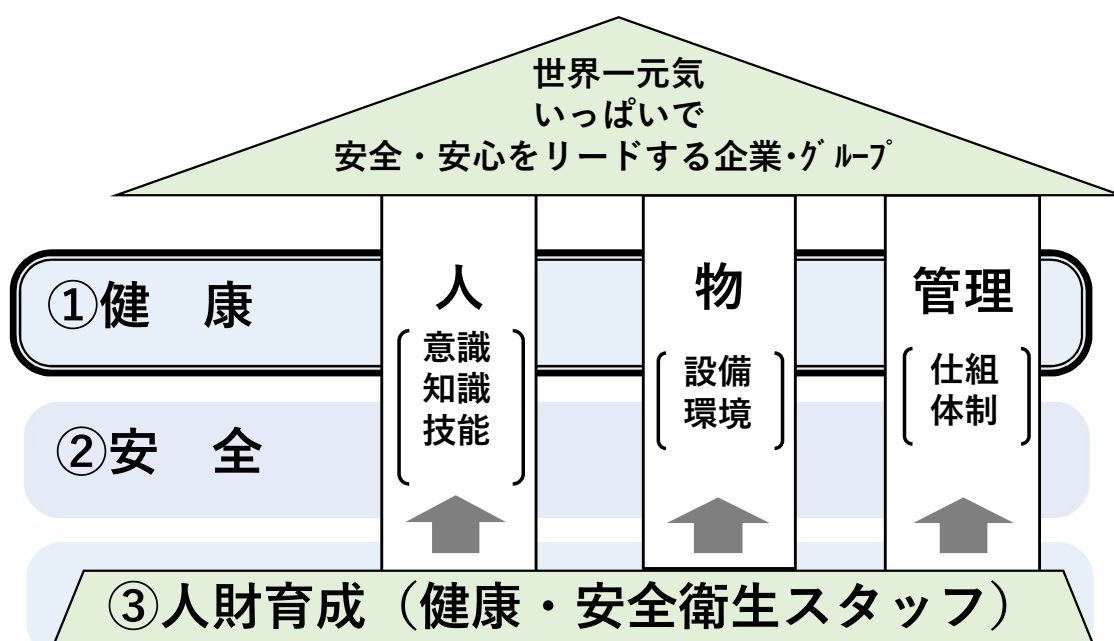 世界一元気
いっぱいで
安全・安心をリードする企業・ｸﾞﾙｰﾌﾟ
①健　康
人
意識
知識
技能
物
設備
環境
管理
仕組
体制
②安　全
③人財育成（健康・安全衛生スタッフ）